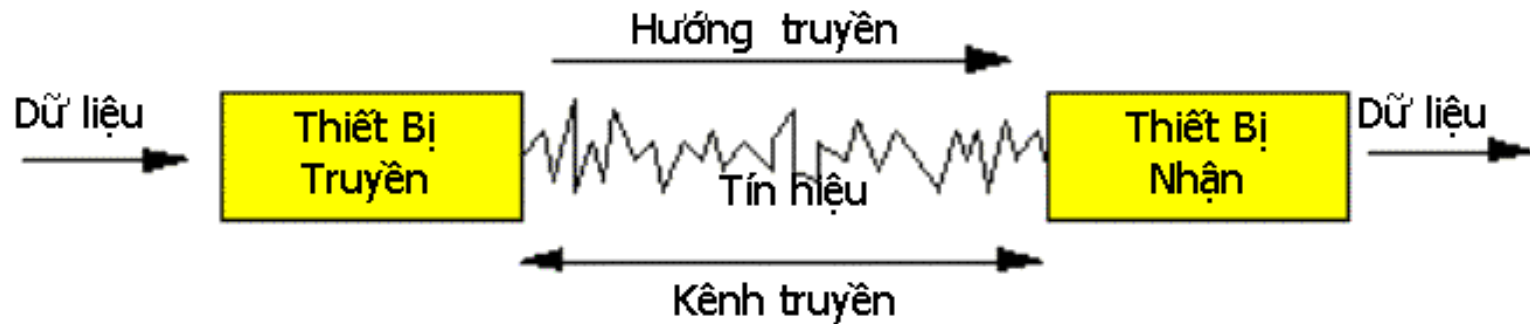 Hướng truyền
Dữ liệu
Thiết Bị
Truyền
Tín hiệu
Thiết Bị
Nhận
Dữ liệu
Kênh truyền